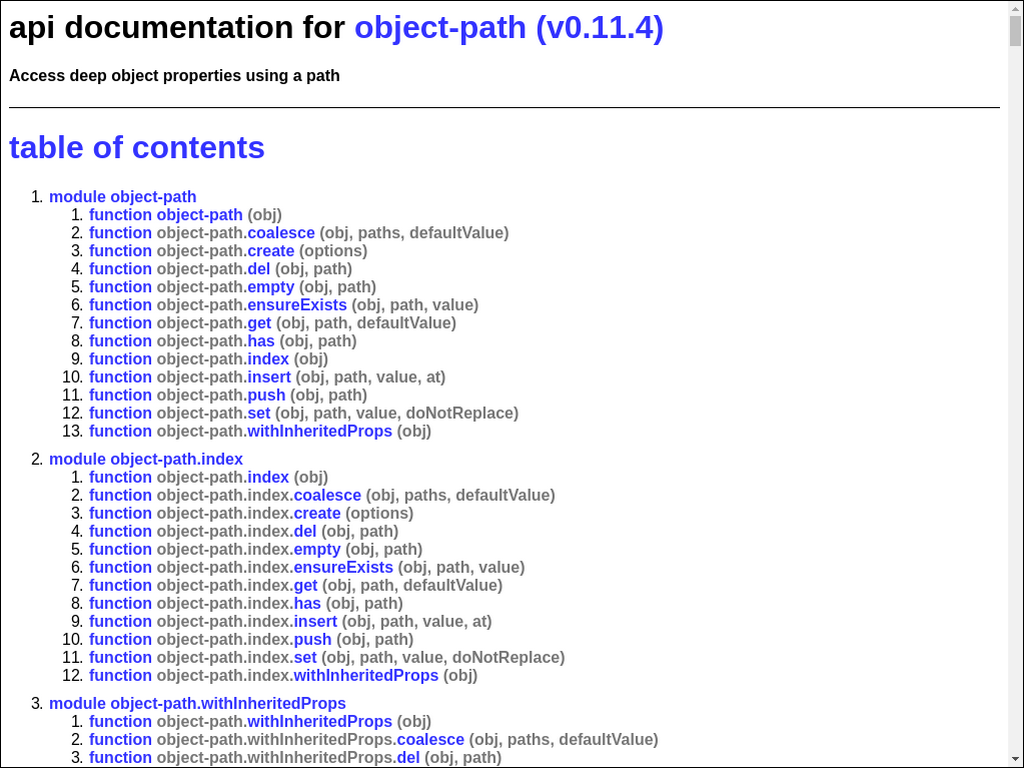 api documentation for object-path (v0.11.4)
Access deep object properties using a path
table of contents
1. module object-path
1. function object-path (obj)
2. function object-path.coalesce (obj, paths, defaultValue)
3. function object-path.create (options)
4. function object-path.del (obj, path)
5. function object-path.empty (obj, path)
6. function object-path.ensureExists (obj, path, value)
7. function object-path.get (obj, path, defaultValue)
8. function object-path.has (obj, path)
9. function object-path.index (obj)
10. function object-path.insert (obj, path, value, at)
11. function object-path.push (obj, path)
12. function object-path.set (obj, path, value, doNotReplace)
13. function object-path.withInheritedProps (obj)
2. module object-path.index
1. function object-path.index (obj)
2. function object-path.index.coalesce (obj, paths, defaultValue)
3. function object-path.index.create (options)
4. function object-path.index.del (obj, path)
5. function object-path.index.empty (obj, path)
6. function object-path.index.ensureExists (obj, path, value)
7. function object-path.index.get (obj, path, defaultValue)
8. function object-path.index.has (obj, path)
9. function object-path.index.insert (obj, path, value, at)
10. function object-path.index.push (obj, path)
11. function object-path.index.set (obj, path, value, doNotReplace)
12. function object-path.index.withInheritedProps (obj)
3. module object-path.withInheritedProps
1. function object-path.withInheritedProps (obj)
2. function object-path.withInheritedProps.coalesce (obj, paths, defaultValue)
3. function object-path.withInheritedProps.del (obj, path)